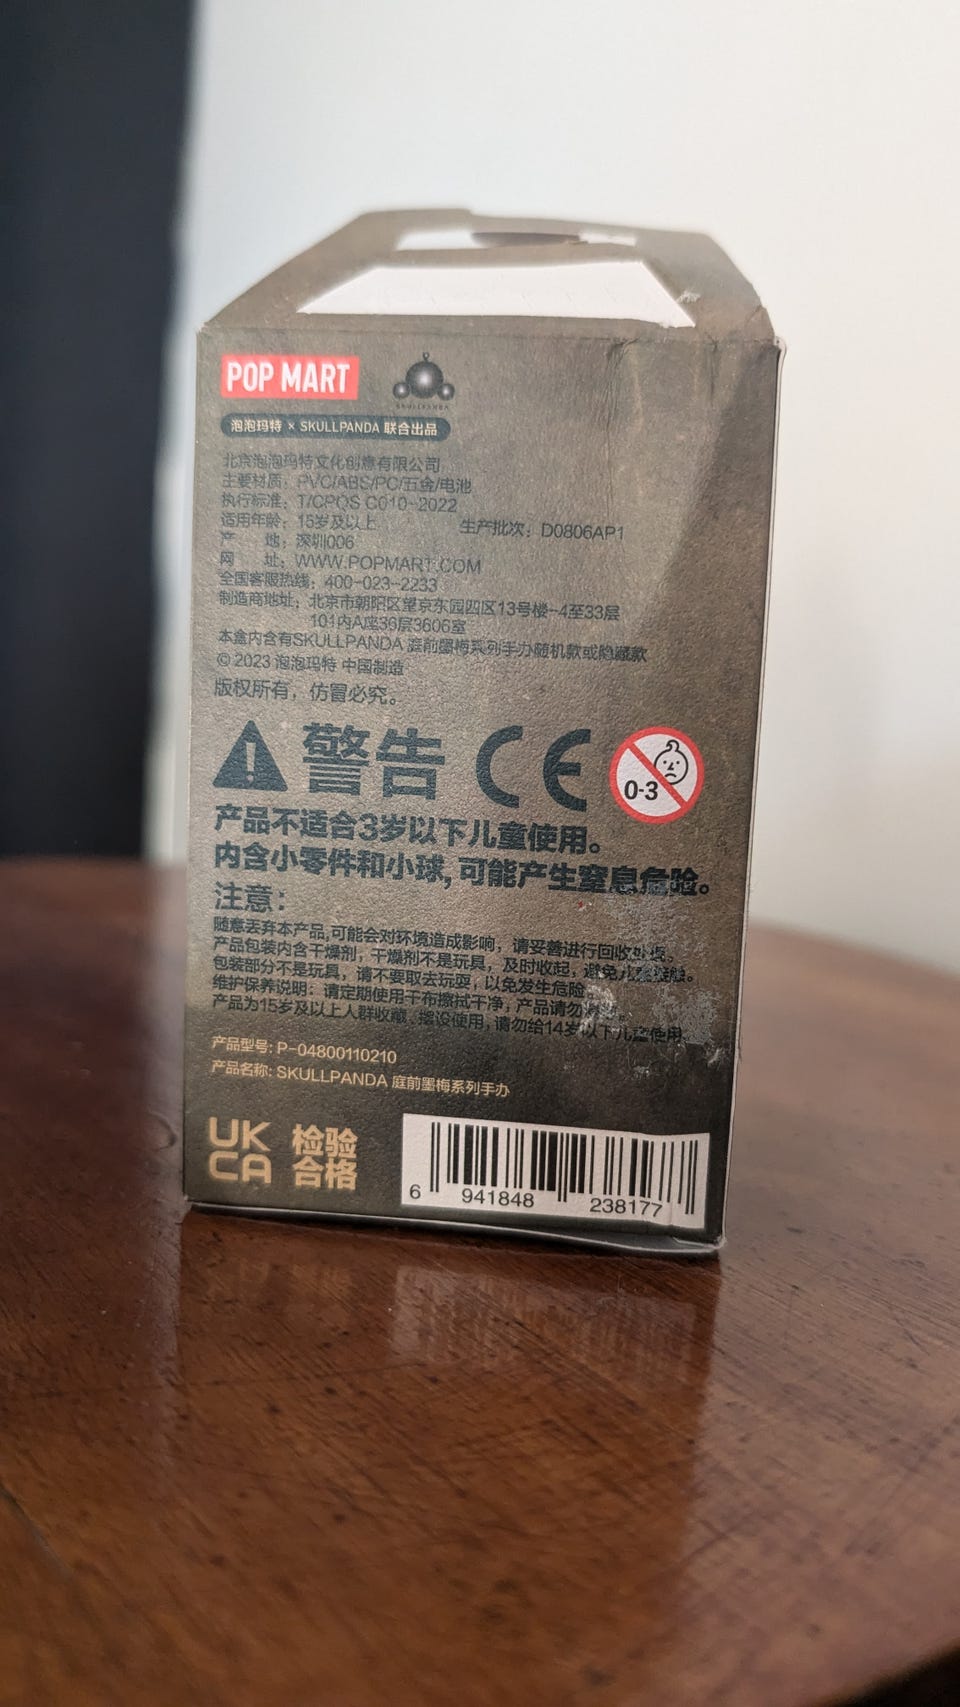 POP MART
SKULLPANDA
泡泡玛特 × SKULLPANDA 联合出品
北京泡泡玛特文化创意有限公司
主要材质：PVC/ABS/PC/五金/电池
执行标准：T/CPQS C010-2022
适用年龄：15岁及以上 生产批次：D0806AP1
产 地：深圳006
网 址：WWW.POPMART.COM
全国客服热线：400-023-2233
制造商地址：北京市朝阳区望京东园四区13号楼-4至33层
101内A座36层3606室
本盒内含有SKULLPANDA 庭前墨梅系列手办随机款或隐藏款
© 2023 泡泡玛特 中国制造
版权所有，仿冒必究。
警告 CE 0-3
产品不适合3岁以下儿童使用。
内含小零件和小球，可能产生窒息危险。
注意：
随意丢弃本产品,可能会对环境造成影响，请妥善进行回收处理。
产品包装内含干燥剂，干燥剂不是玩具，及时收起，避免儿童接触。
包装部分不是玩具，请不要取去玩耍，以免发生危险。
维护保养说明：请定期使用干布擦拭干净，产品请勿
产品为15岁及以上人群收藏、摆设使用，请勿给14岁以下儿童使用。
产品型号: P-04800110210
产品名称: SKULLPANDA 庭前墨梅系列手办
UK
CA
检验
合格
6 941848 238177